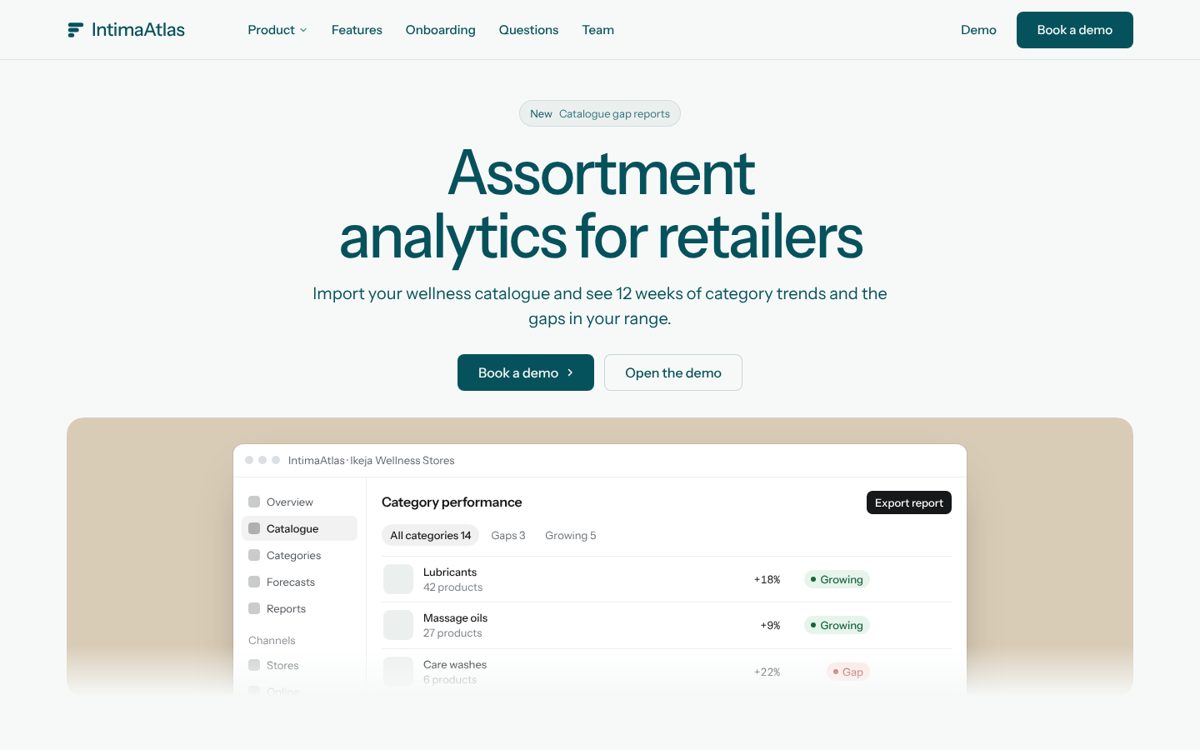 IntimaAtlas
Product
Features
Onboarding
Questions
Team
Demo
Book a demo
New Catalogue gap reports
Assortment
analytics for retailers
Import your wellness catalogue and see 12 weeks of category trends and the
gaps in your range.
Book a demo
Open the demo
IntimaAtlas · Ikeja Wellness Stores
Overview
Catalogue
Categories
Forecasts
Reports
Channels
Stores
Online
Category performance
Export report
All categories 14
Gaps 3
Growing 5
Lubricants
42 products
+18%
Growing
Massage oils
27 products
+9%
Growing
Care washes
6 products
+22%
Gap